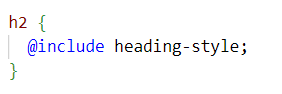 h2 {
  @include heading-style;
}